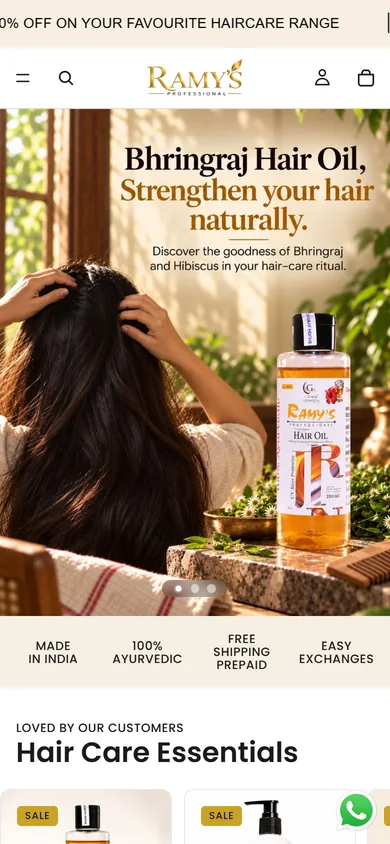 0% OFF ON YOUR FAVOURITE HAIRCARE RANGE
RAMY'S
PROFESSIONAL
Bhringraj Hair Oil,
Strengthen your hair
naturally.
Discover the goodness of Bhringraj
and Hibiscus in your hair-care ritual.
RAMY'S
PROFESSIONAL
HAIR OIL
200ml
MADE
IN INDIA
100%
AYURVEDIC
FREE
SHIPPING
PREPAID
EASY
EXCHANGES
LOVED BY OUR CUSTOMERS
Hair Care Essentials
SALE
SALE